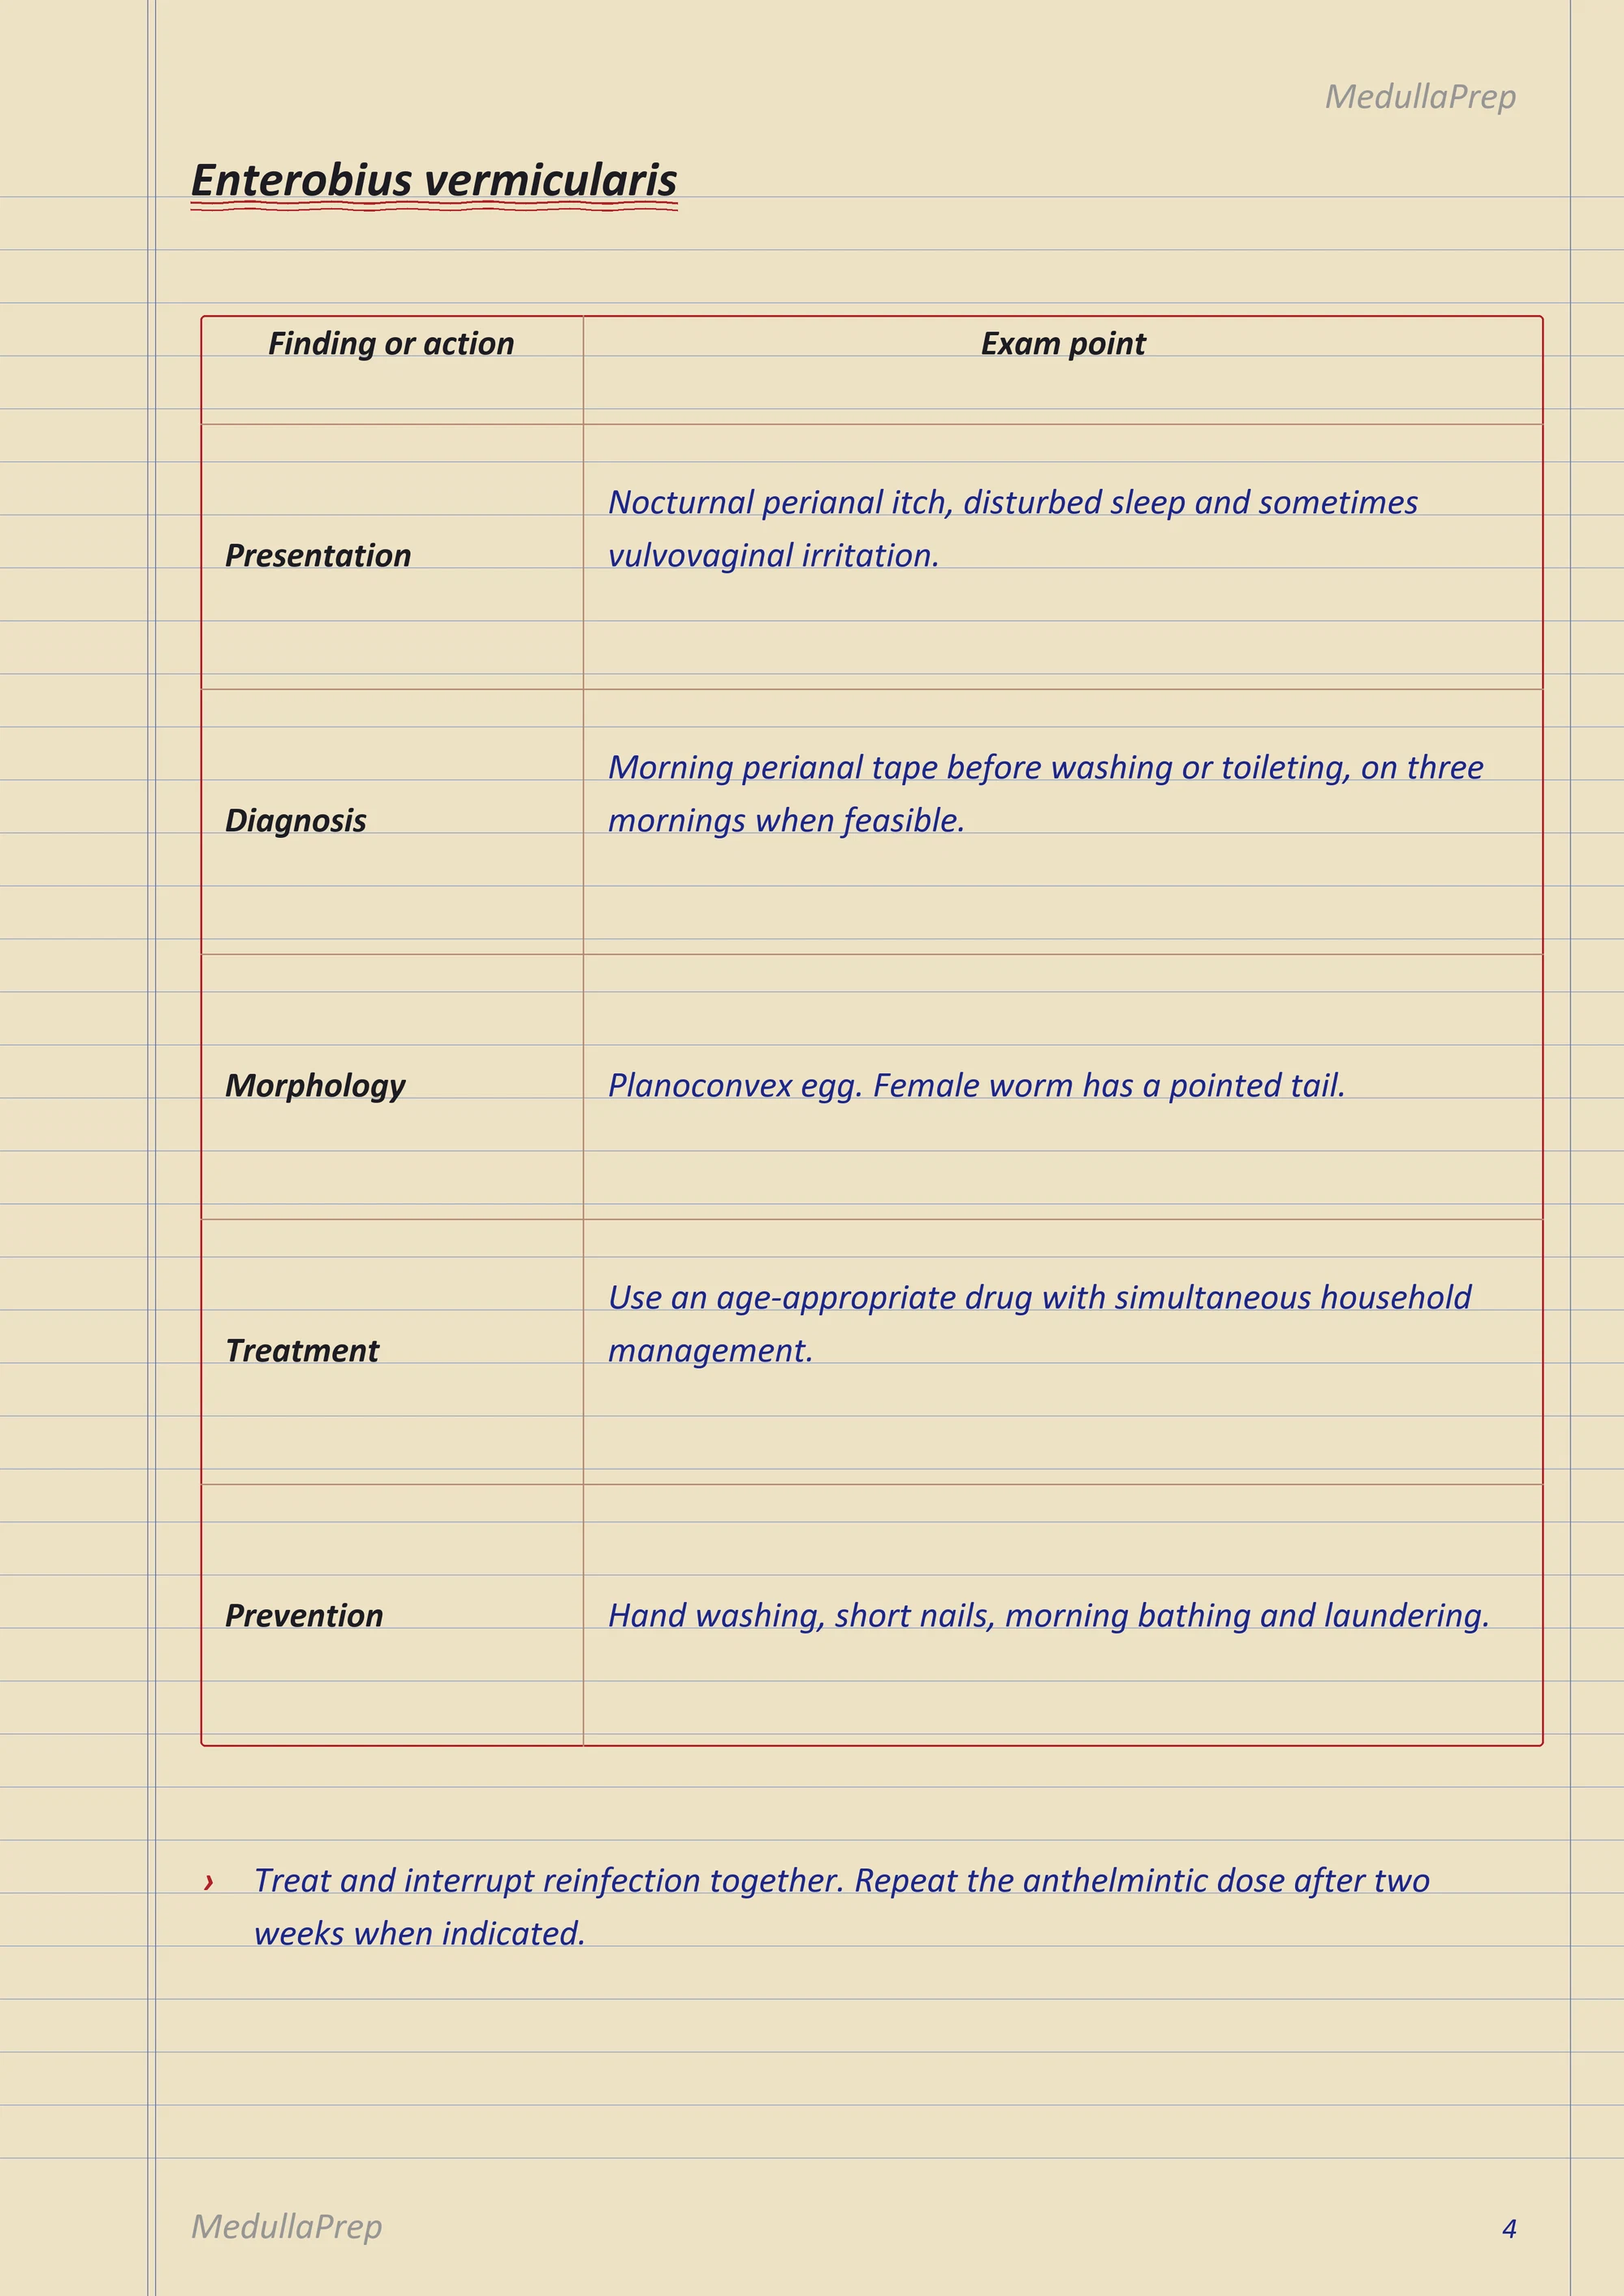 MedullaPrep
Enterobius vermicularis
Finding or action
Exam point
Presentation
Nocturnal perianal itch, disturbed sleep and sometimes
vulvovaginal irritation.
Diagnosis
Morning perianal tape before washing or toileting, on three
mornings when feasible.
Morphology
Planoconvex egg. Female worm has a pointed tail.
Treatment
Use an age-appropriate drug with simultaneous household
management.
Prevention
Hand washing, short nails, morning bathing and laundering.
› Treat and interrupt reinfection together. Repeat the anthelmintic dose after two
weeks when indicated.
MedullaPrep
4